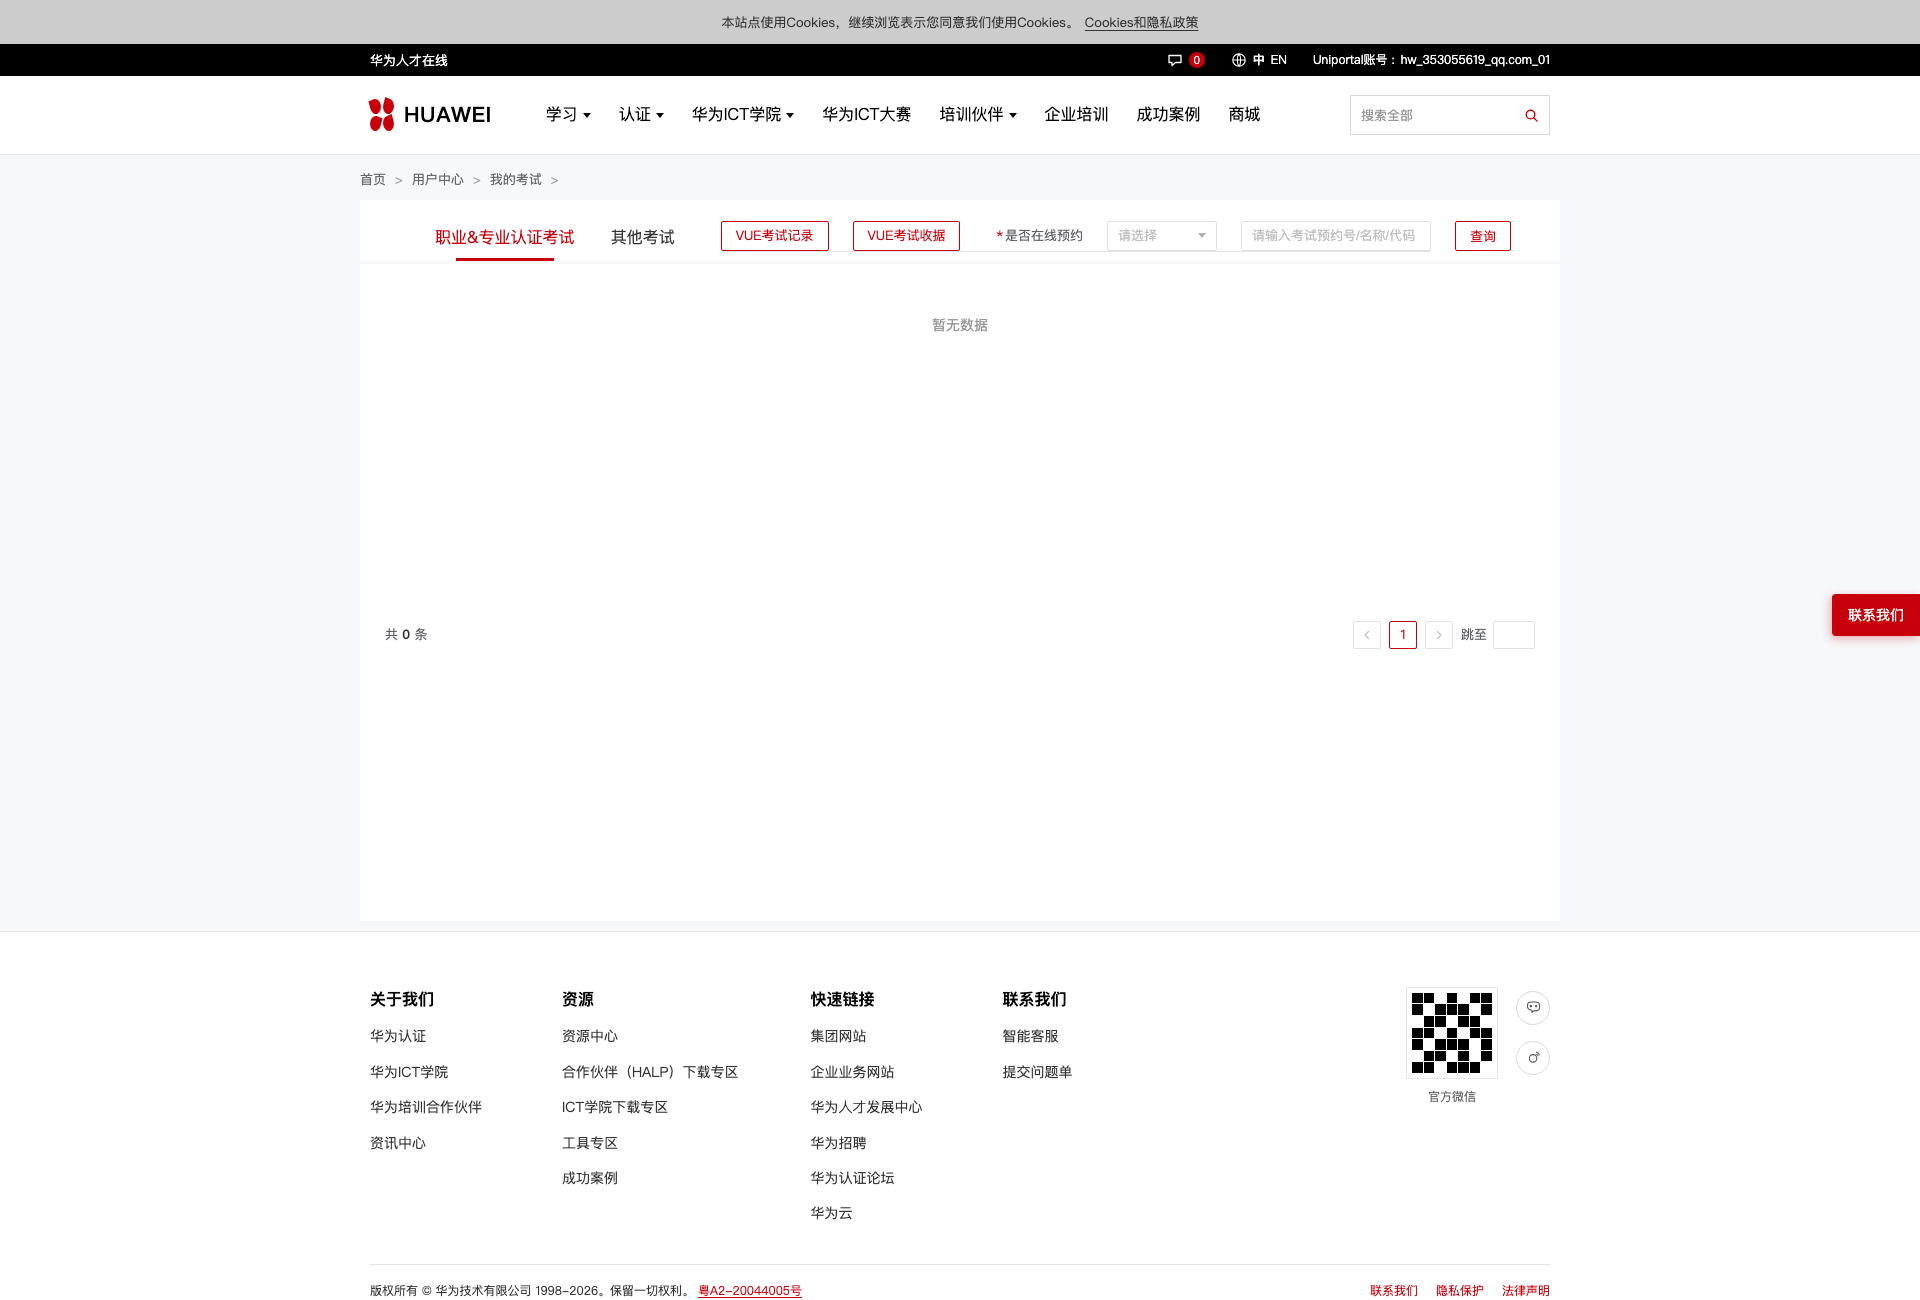 本站点使用Cookies，继续浏览表示您同意我们使用Cookies。 Cookies和隐私政策
华为人才在线 0 中 EN Uniportal账号：hw_353055619_qq.com_01
HUAWEI 学习 认证 华为ICT学院 华为ICT大赛 培训伙伴 企业培训 成功案例 商城 搜索全部
首页 > 用户中心 > 我的考试 >
职业&专业认证考试 其他考试 VUE考试记录 VUE考试收据 *是否在线预约 请选择 请输入考试预约号/名称/代码 查询
暂无数据
联系我们
共 0 条 < 1 > 跳至
关于我们
华为认证
华为ICT学院
华为培训合作伙伴
资讯中心
资源
资源中心
合作伙伴（HALP）下载专区
ICT学院下载专区
工具专区
成功案例
快速链接
集团网站
企业业务网站
华为人才发展中心
华为招聘
华为认证论坛
华为云
联系我们
智能客服
提交问题单
官方微信
版权所有 © 华为技术有限公司 1998-2026。保留一切权利。 粤A2-20044005号 联系我们 隐私保护 法律声明